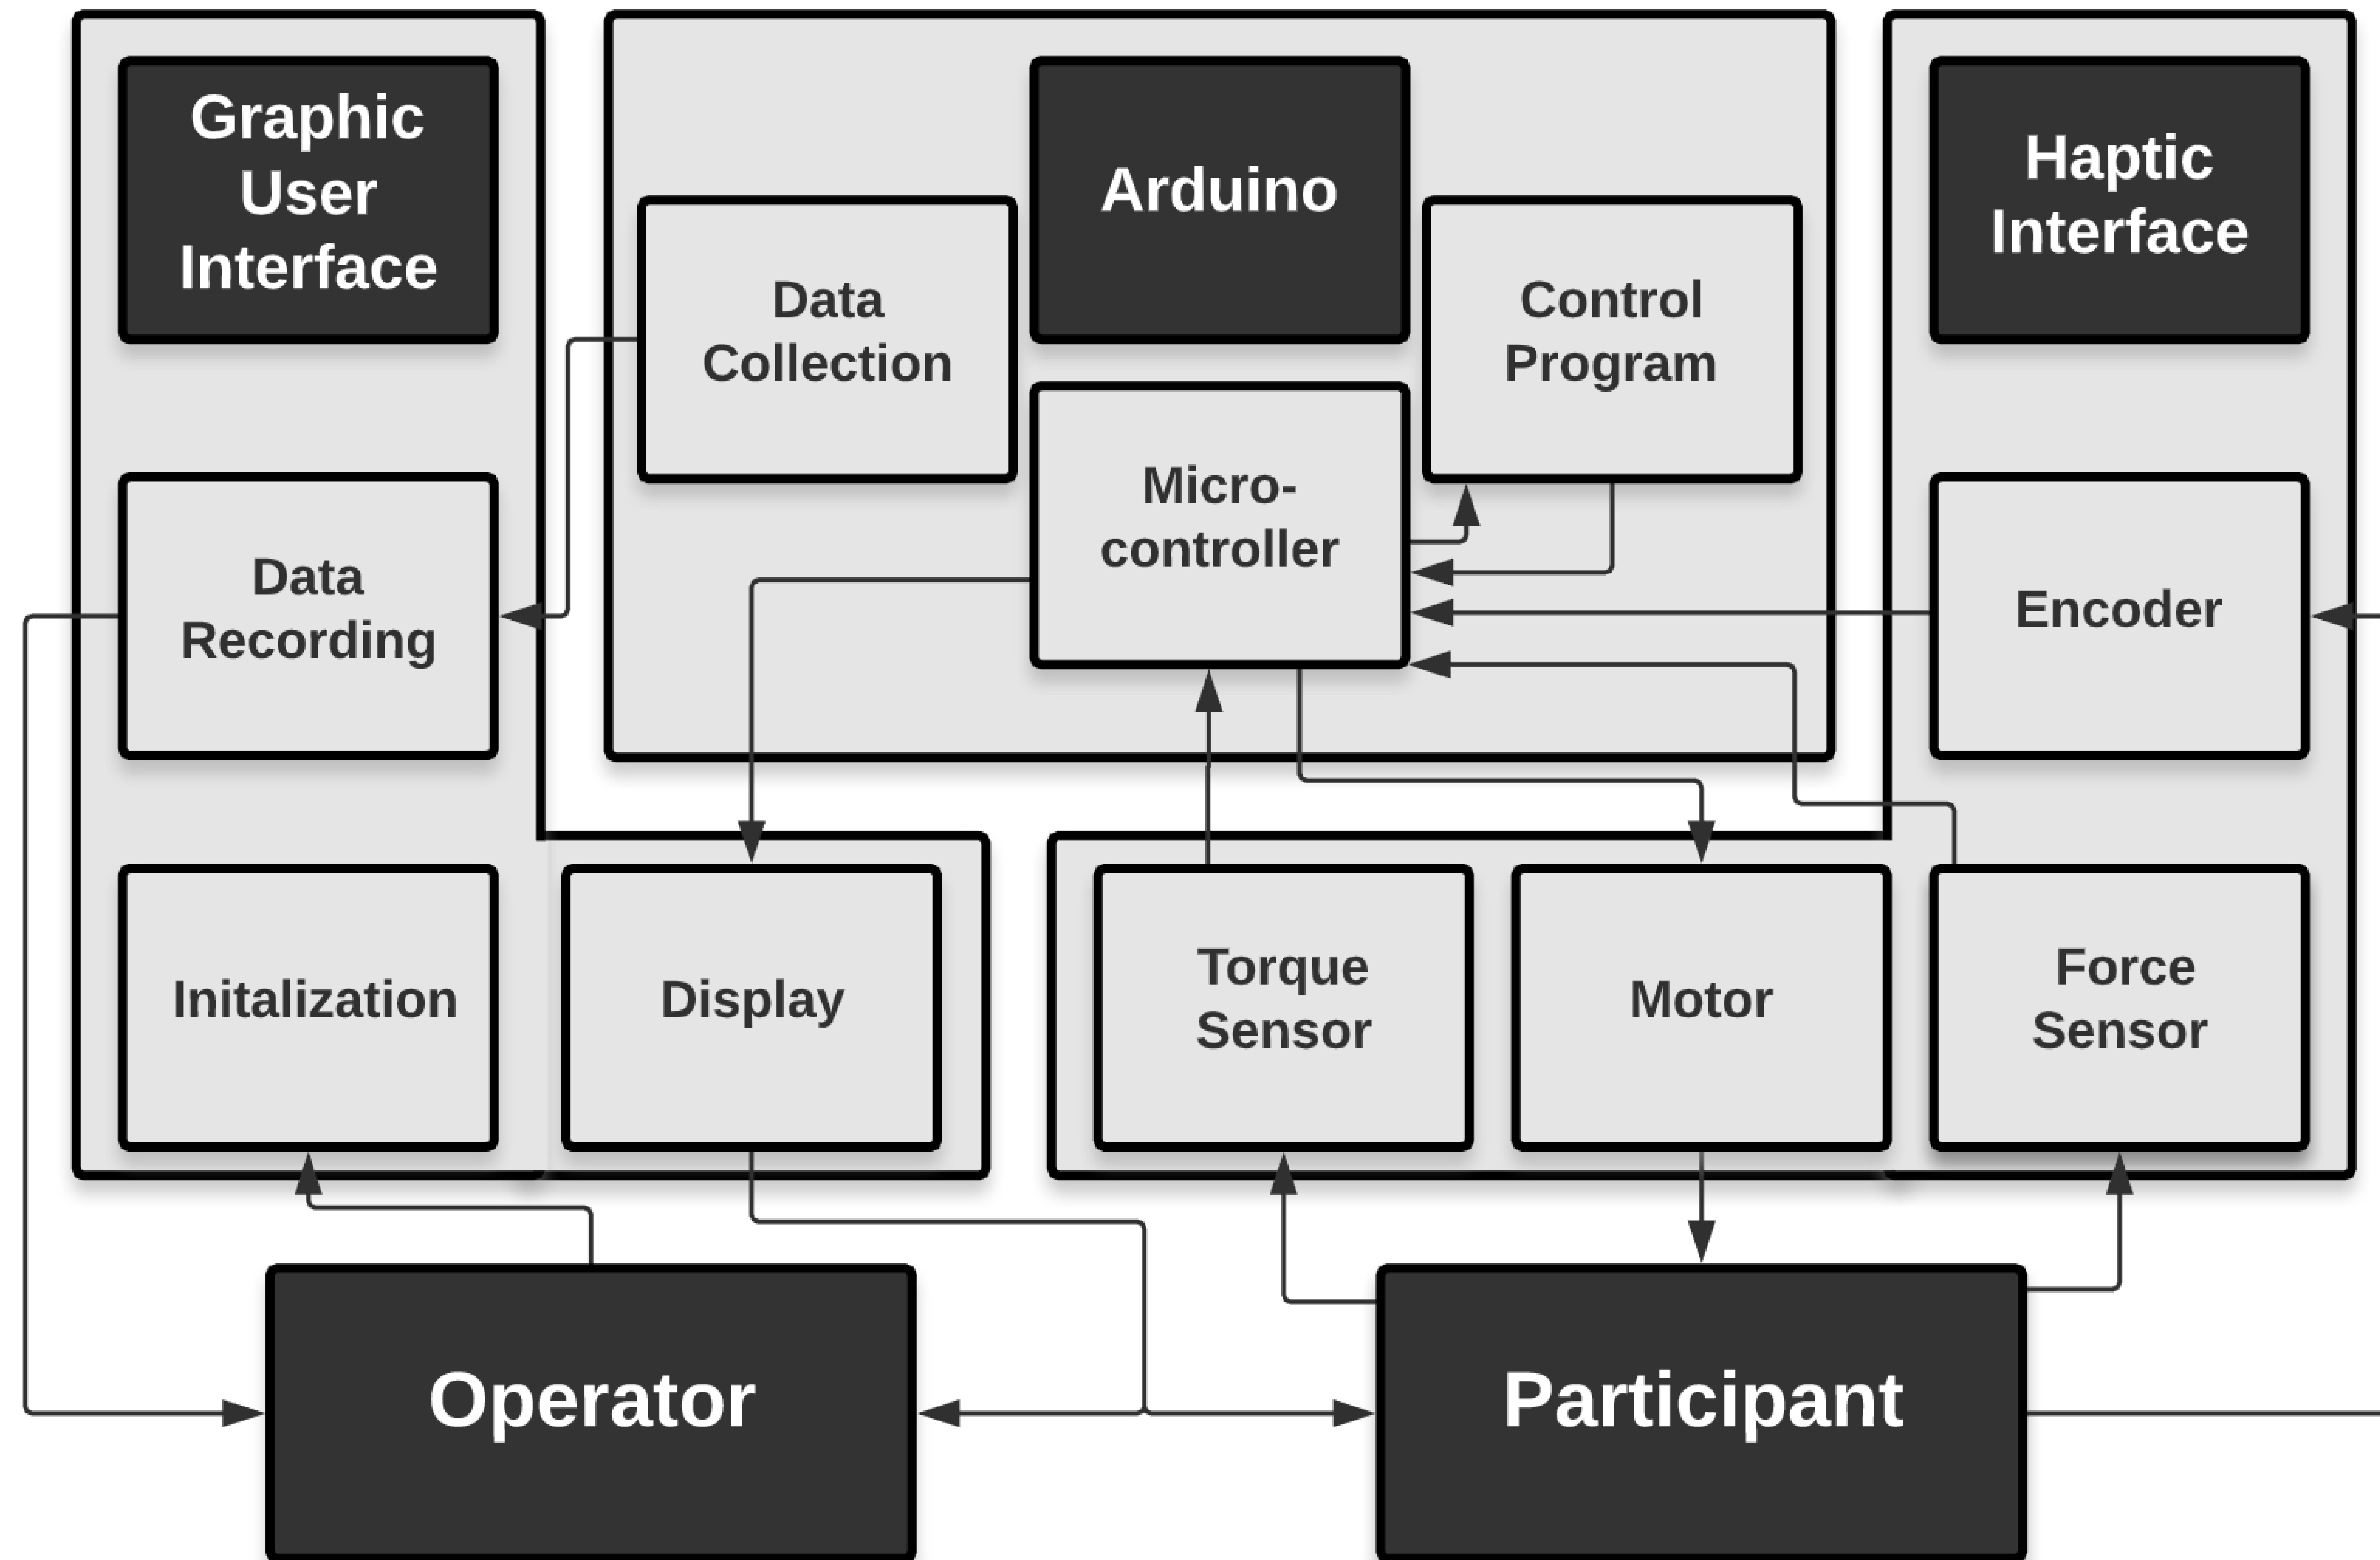 Graphic
User
Interface
Arduino
Haptic
Interface
Data
Collection
Control
Program
Micro-
controller
Data
Recording
Encoder
Initalization
Display
Torque
Sensor
Motor
Force
Sensor
Operator
Participant